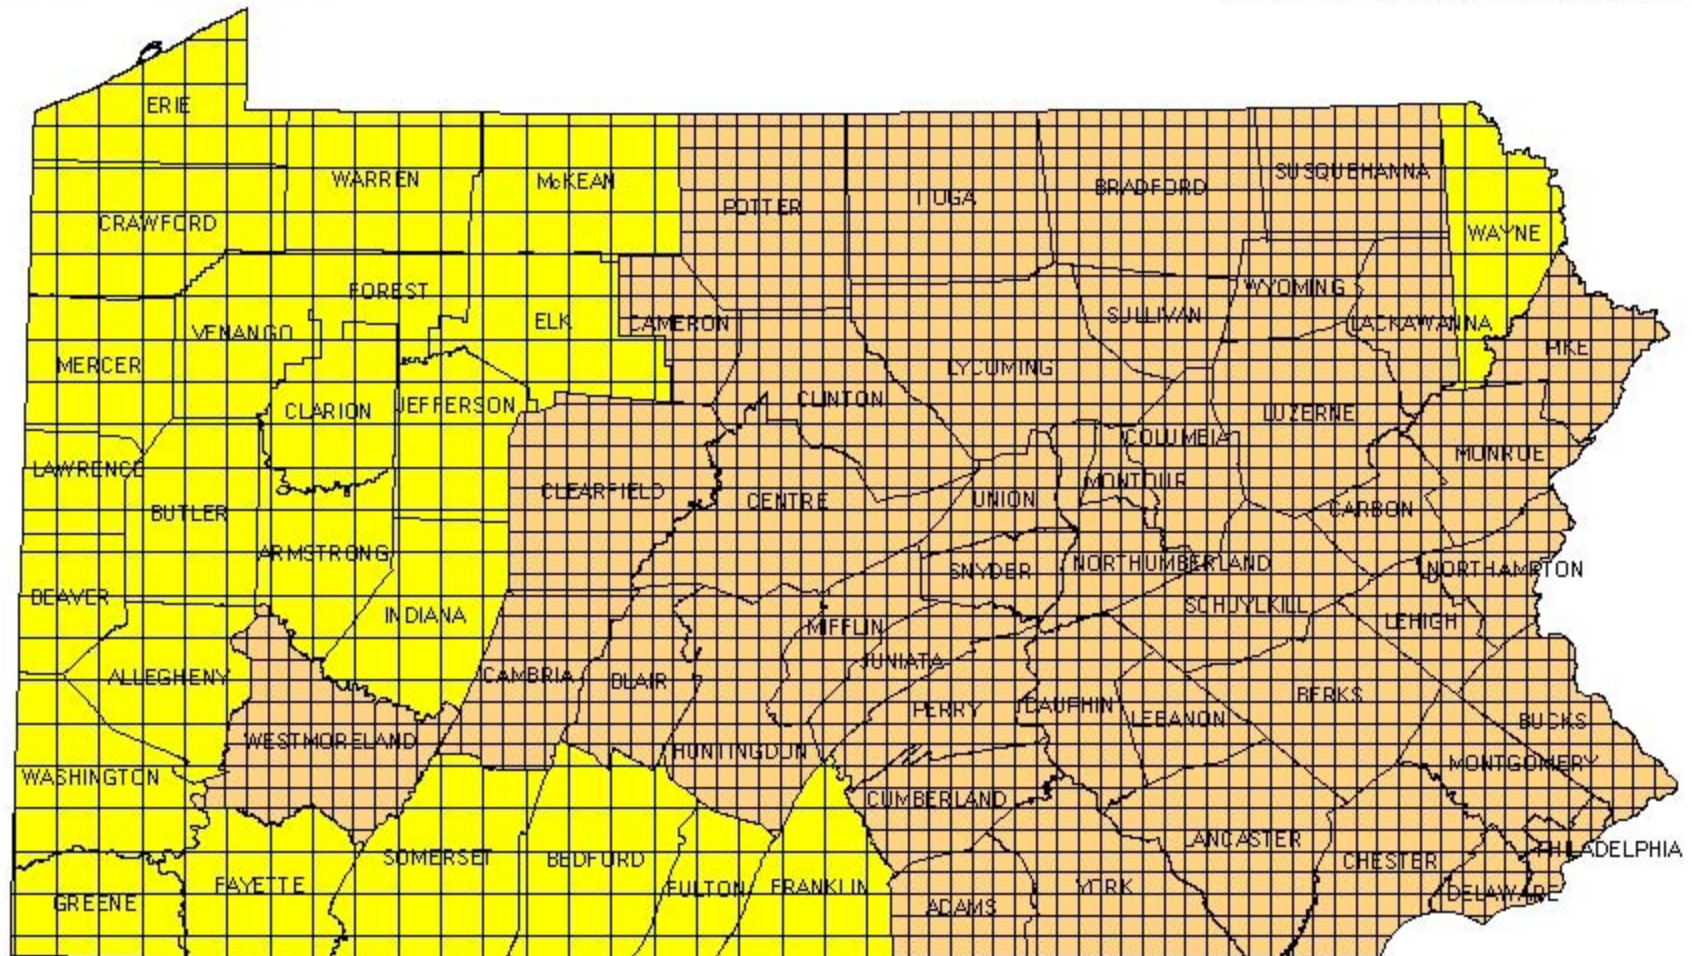 ERIE
WARREN
McKEAN
POTTER
TIOGA
BRADFORD
SUSQUEHANNA
WAYNE
CRAWFORD
FOREST
WYOMING
VENANGO
ELK
CAMERON
SULLIVAN
LACKAWANNA
PIKE
MERCER
LYCOMING
CLARION
JEFFERSON
CLINTON
LUZERNE
COLUMBIA
MONROE
LAWRENCE
CLEARFIELD
CENTRE
UNION
MONTOUR
CARBON
BUTLER
ARMSTRONG
SNYDER
NORTHUMBERLAND
NORTHAMPTON
BEAVER
INDIANA
SCHUYLKILL
LEHIGH
MIFFLIN
JUNIATA
ALLEGHENY
CAMBRIA
BLAIR
BERKS
PERRY
DAUPHIN
LEBANON
BUCKS
WESTMORELAND
HUNTINGDON
MONTGOMERY
WASHINGTON
CUMBERLAND
LANCASTER
CHESTER
PHILADELPHIA
SOMERSET
BEDFORD
FULTON
FRANKLIN
FAYETTE
YORK
DELAWARE
GREENE
ADAMS